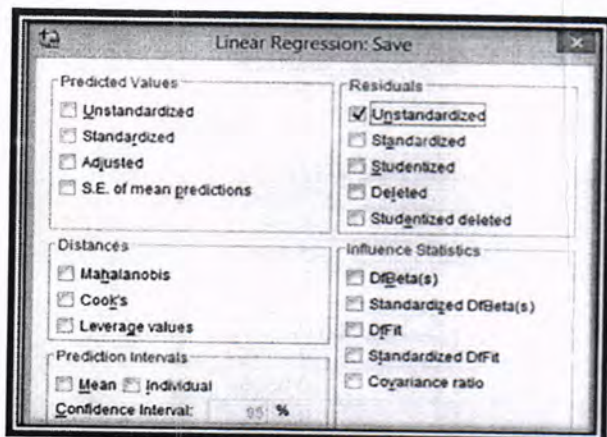 Linear Regression: Save
Predicted Values
Unstandardized
Standardized
Adjusted
S.E. of mean predictions
Distances
Mahalanobis
Cook's
Leverage values
Prediction Intervals
Mean Individual
Confidence Interval: 95 %
Residuals
Unstandardized
Standardized
Studentized
Deleted
Studentized deleted
Influence Statistics
DfBeta(s)
Standardized DfBeta(s)
DfFit
Standardized DfFit
Covariance ratio